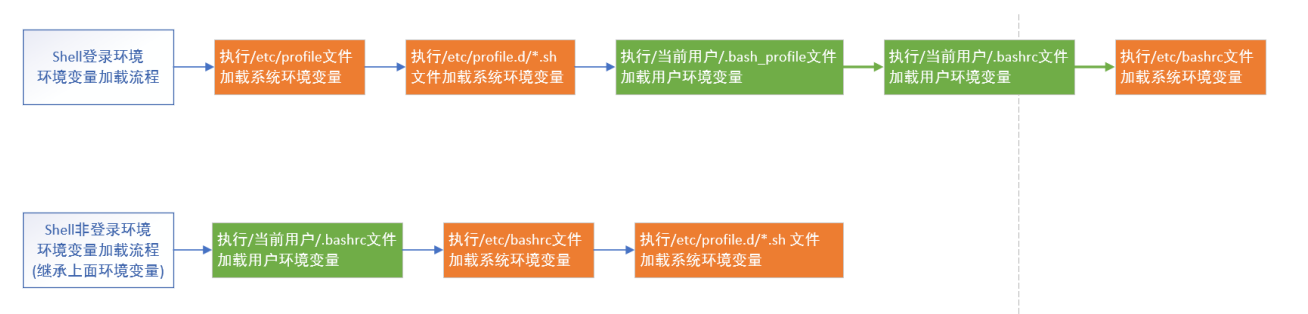 Shell登录环境
环境变量加载流程
执行/etc/profile文件
加载系统环境变量
执行/etc/profile.d/*.sh
文件加载系统环境变量
执行/当前用户/.bash_profile文件
加载用户环境变量
执行/当前用户/.bashrc文件
加载用户环境变量
执行/etc/bashrc文件
加载系统环境变量
Shell非登录环境
环境变量加载流程
(继承上面环境变量)
执行/当前用户/.bashrc文件
加载用户环境变量
执行/etc/bashrc文件
加载系统环境变量
执行/etc/profile.d/*.sh 文件
加载系统环境变量